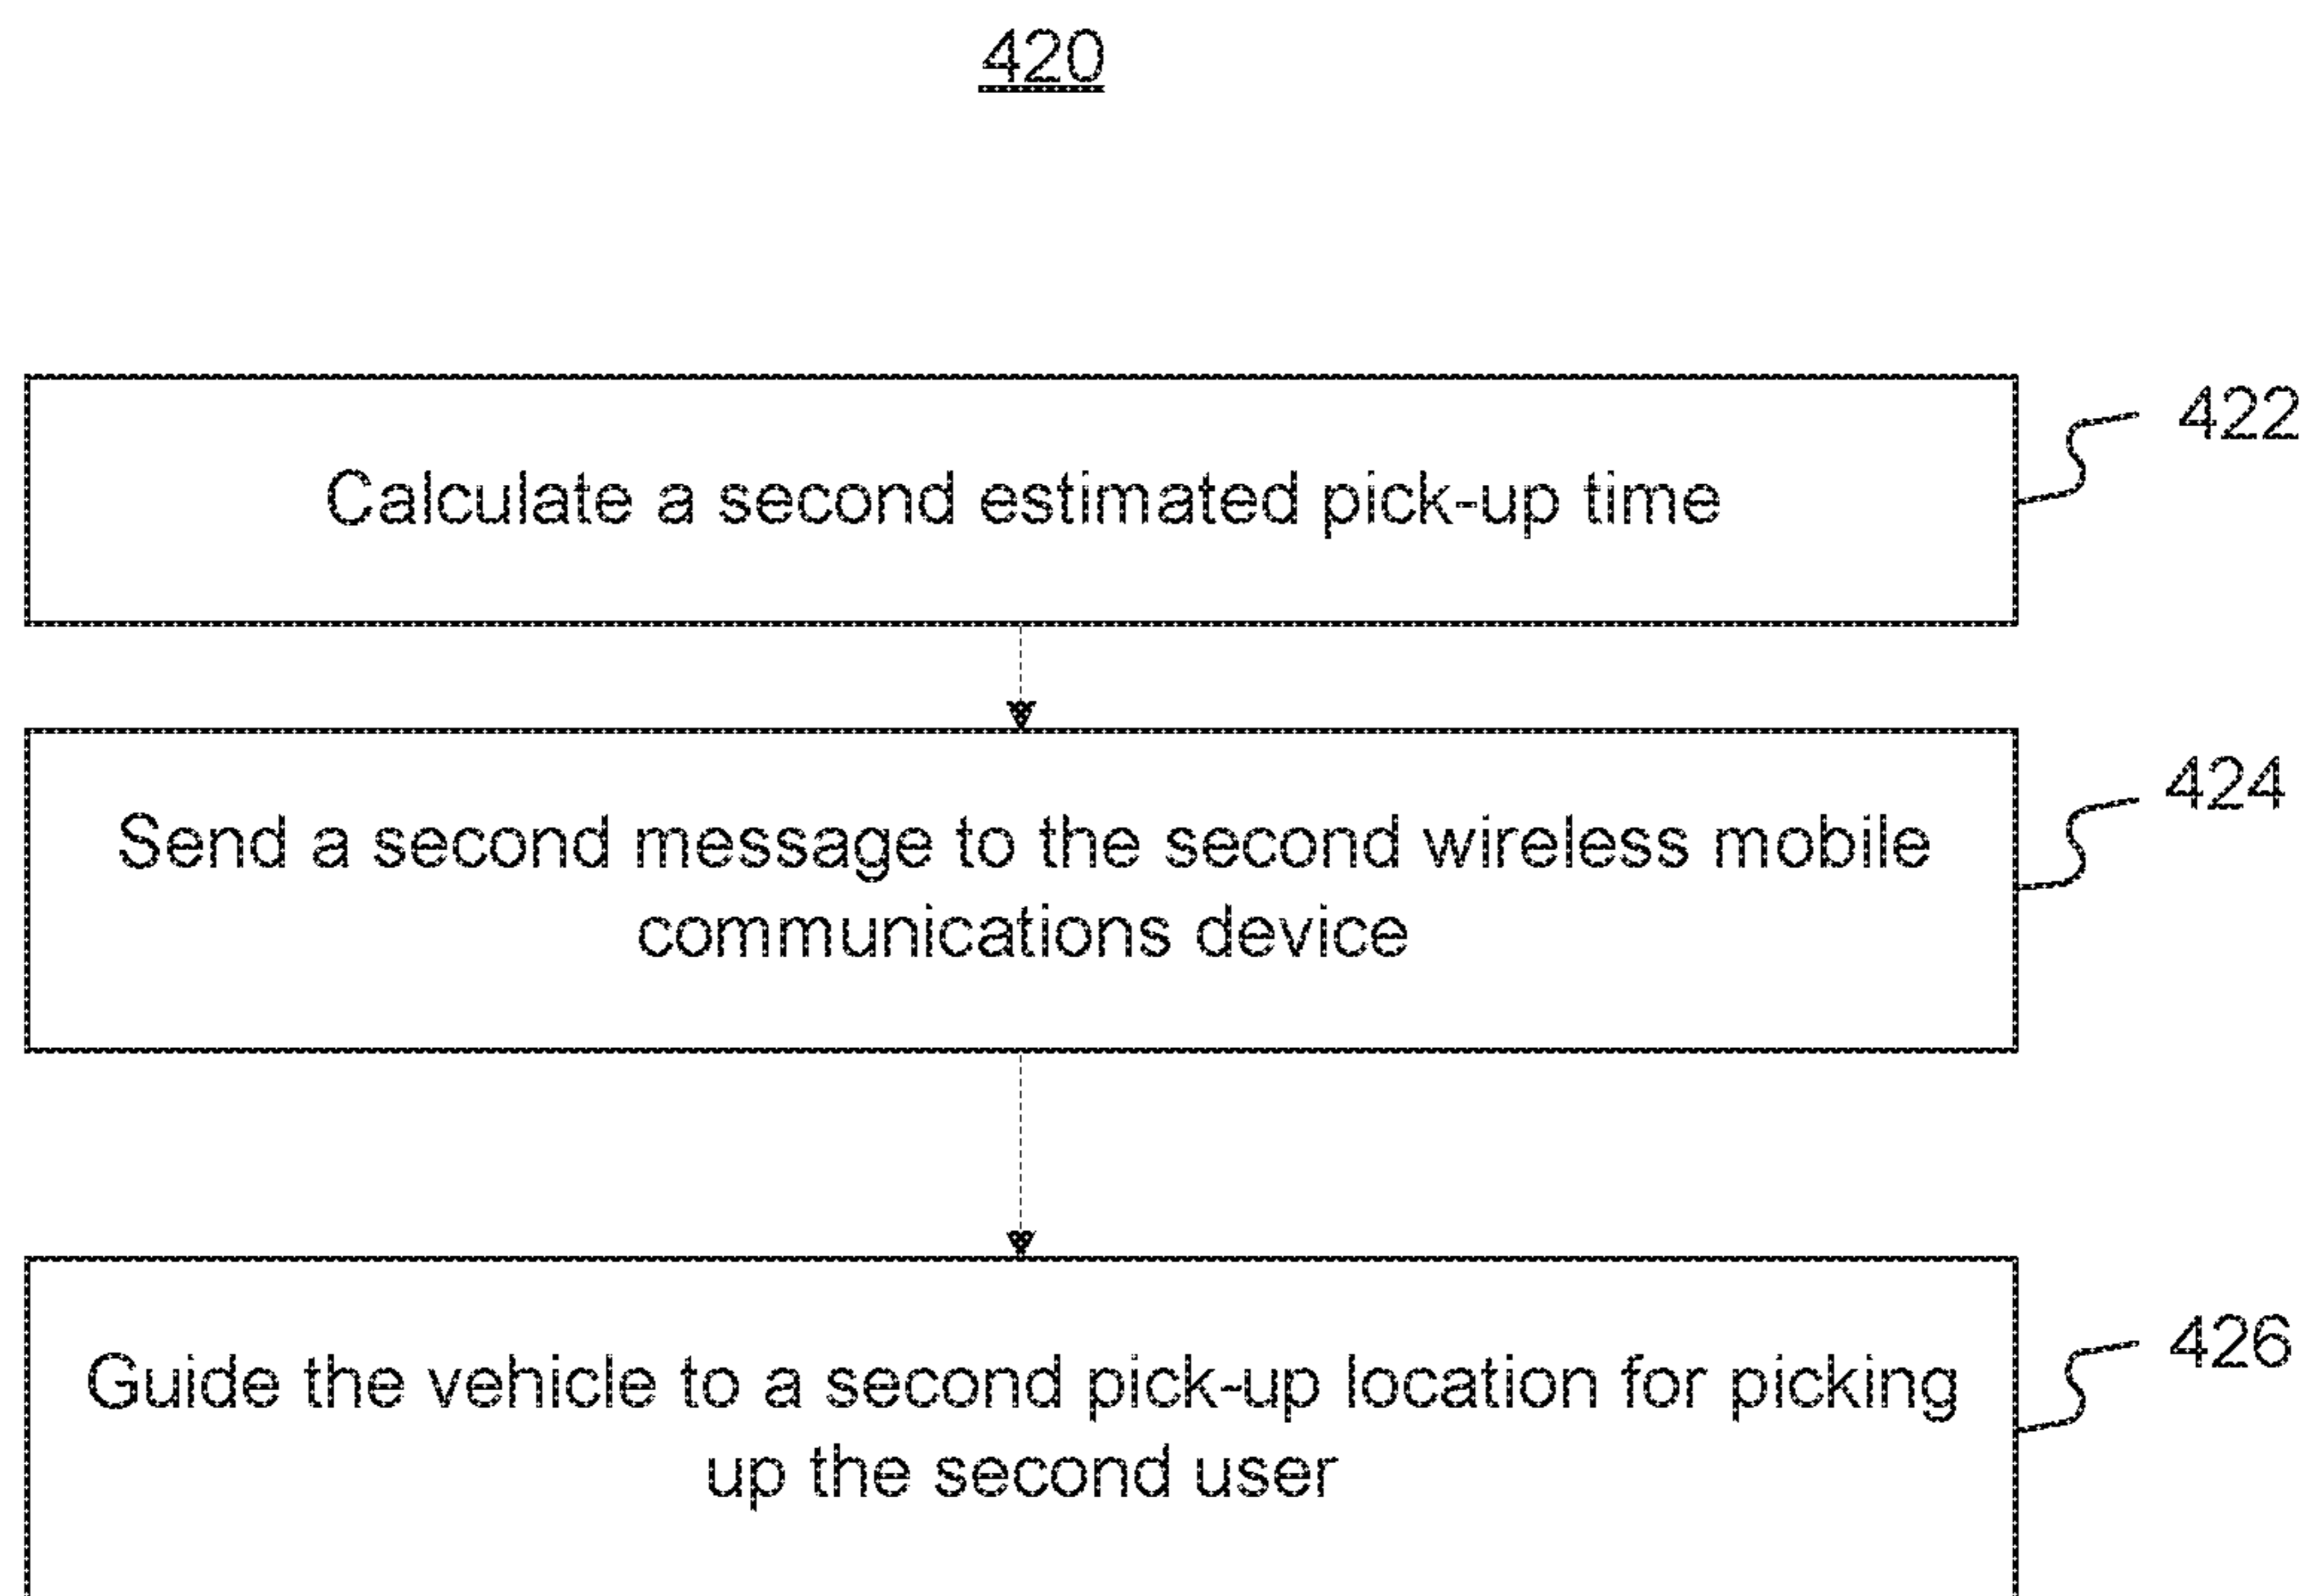 420
Calculate a second estimated pick-up time
422
Send a second message to the second wireless mobile
communications device
424
Guide the vehicle to a second pick-up location for picking
up the second user
426